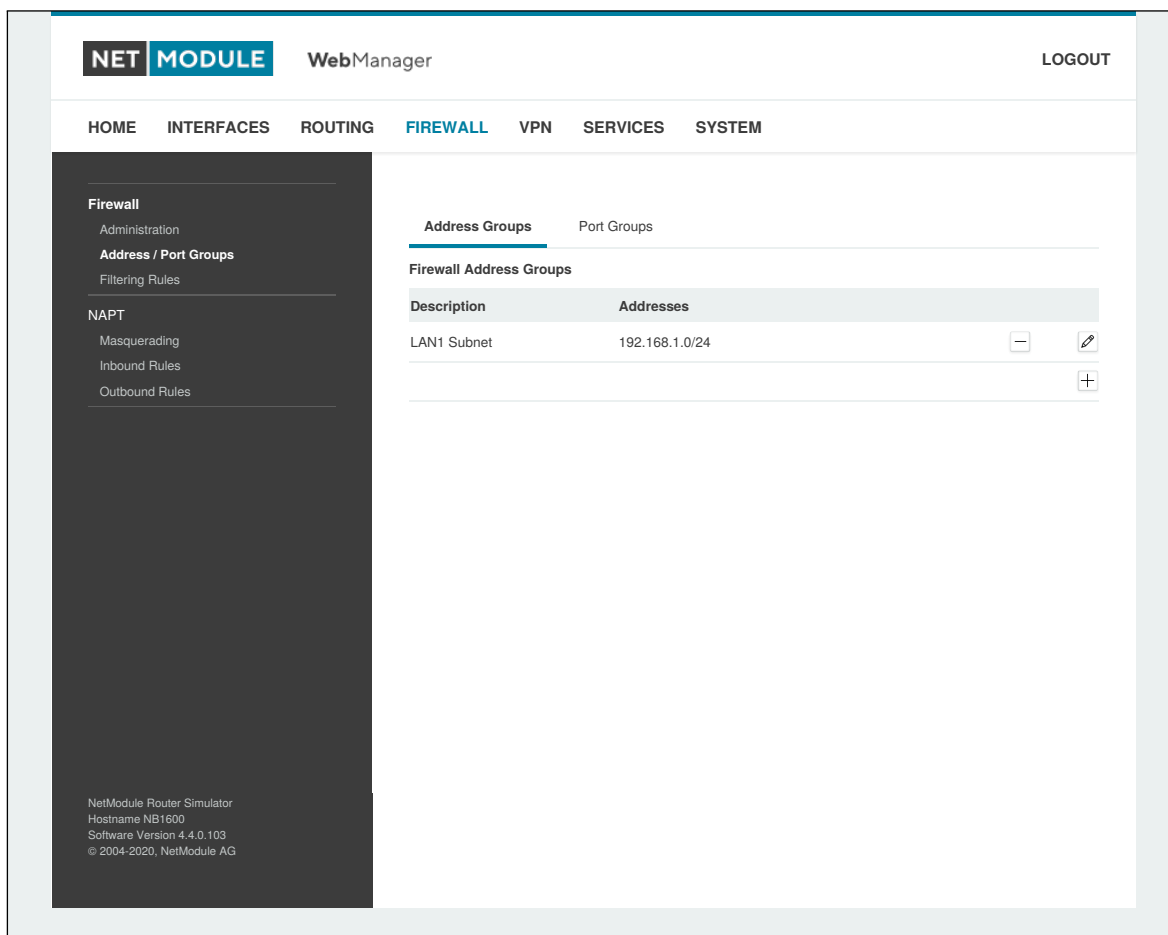 NET MODULE WebManager LOGOUT
HOME INTERFACES ROUTING FIREWALL VPN SERVICES SYSTEM
Firewall
Administration
Address / Port Groups
Filtering Rules
NAPT
Masquerading
Inbound Rules
Outbound Rules
Address Groups Port Groups
Firewall Address Groups
Description Addresses
LAN1 Subnet 192.168.1.0/24
NetModule Router Simulator
Hostname NB1600
Software Version 4.4.0.103
© 2004-2020, NetModule AG